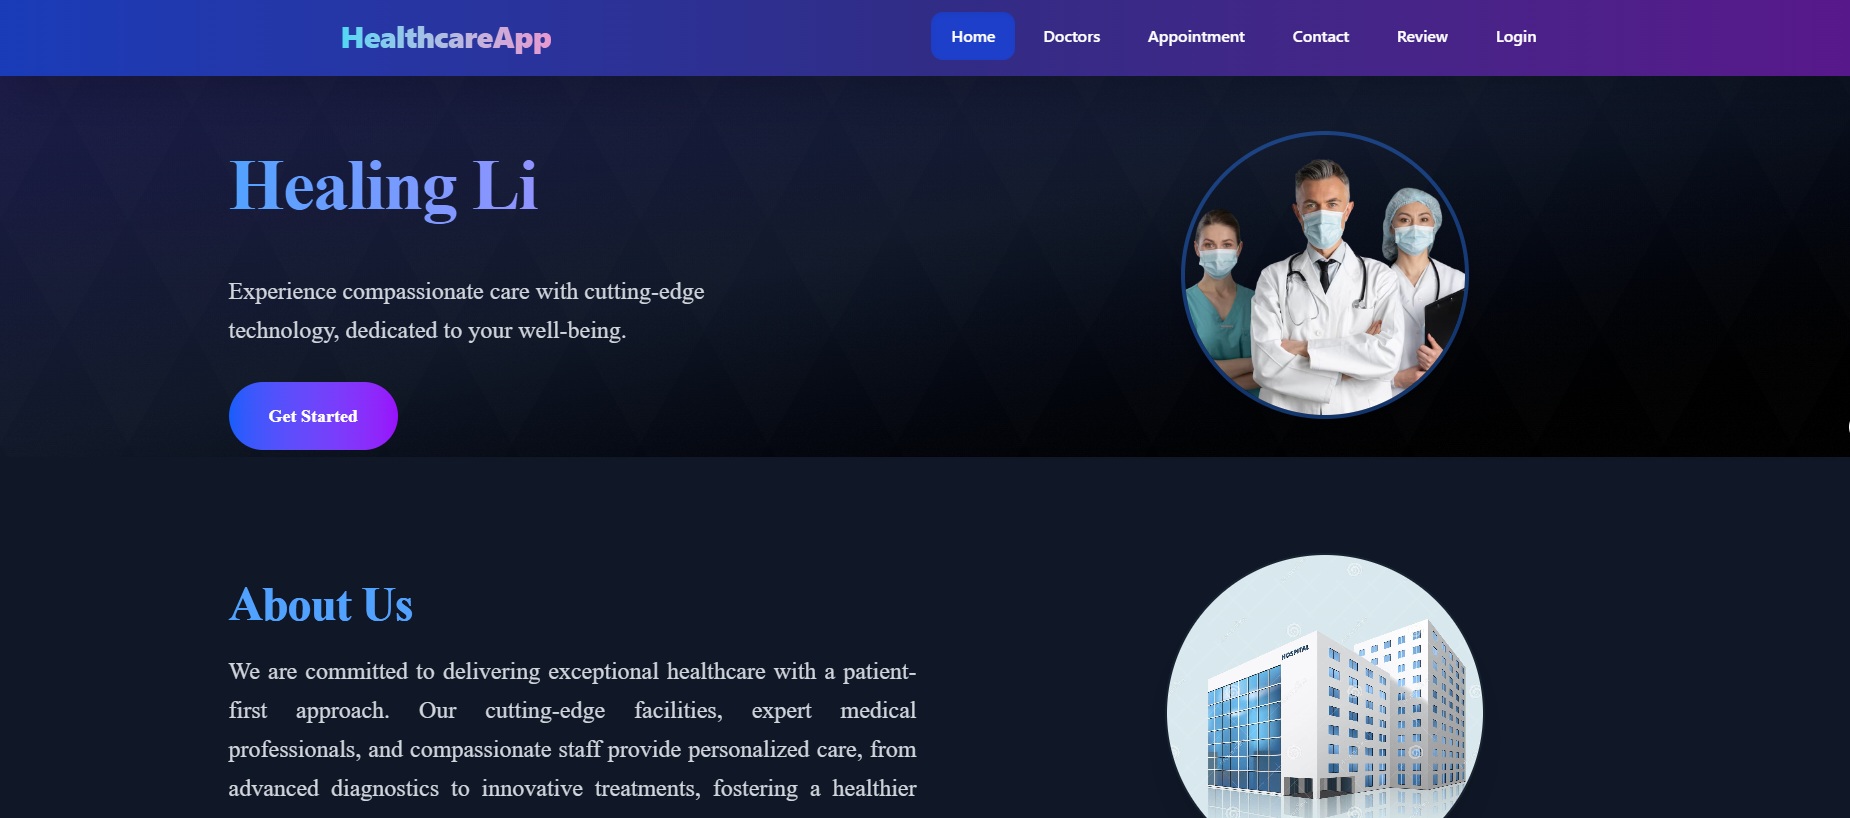 HealthcareApp
Home
Doctors
Appointment
Contact
Review
Login
Healing Li
Experience compassionate care with cutting-edge
technology, dedicated to your well-being.
Get Started
About Us
We are committed to delivering exceptional healthcare with a patient-
first approach. Our cutting-edge facilities, expert medical
professionals, and compassionate staff provide personalized care, from
advanced diagnostics to innovative treatments, fostering a healthier
HOSPITAL